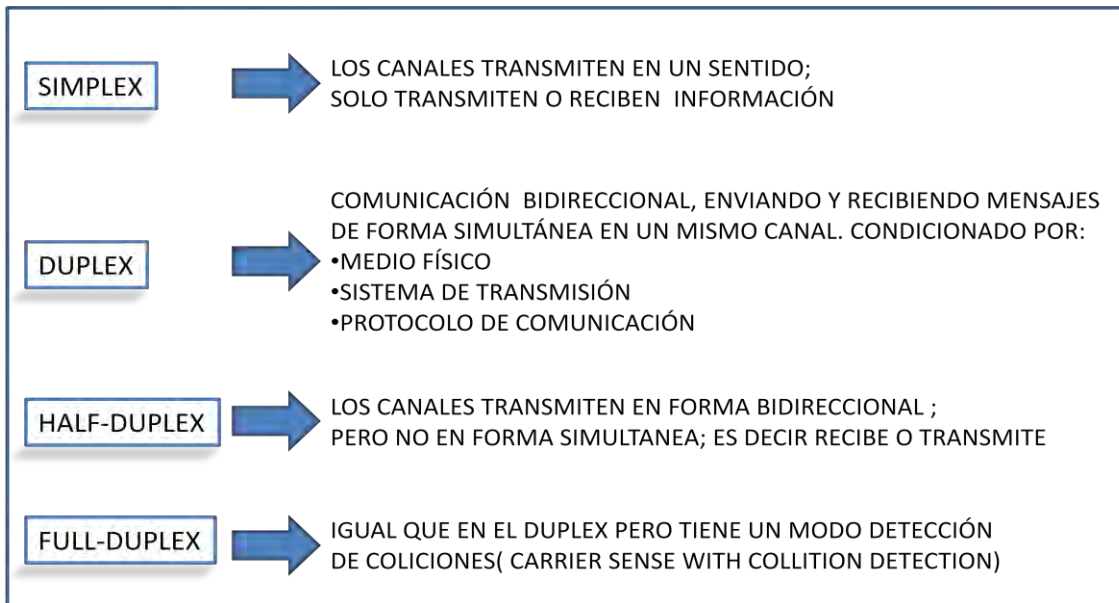 SIMPLEX
LOS CANALES TRANSMITEN EN UN SENTIDO;
SOLO TRANSMITEN O RECIBEN INFORMACIÓN
DUPLEX
COMUNICACIÓN BIDIRECCIONAL, ENVIANDO Y RECIBIENDO MENSAJES
DE FORMA SIMULTÁNEA EN UN MISMO CANAL. CONDICIONADO POR:
•MEDIO FÍSICO
•SISTEMA DE TRANSMISIÓN
•PROTOCOLO DE COMUNICACIÓN
HALF-DUPLEX
LOS CANALES TRANSMITEN EN FORMA BIDIRECCIONAL ;
PERO NO EN FORMA SIMULTANEA; ES DECIR RECIBE O TRANSMITE
FULL-DUPLEX
IGUAL QUE EN EL DUPLEX PERO TIENE UN MODO DETECCIÓN
DE COLICIONES( CARRIER SENSE WITH COLLITION DETECTION)